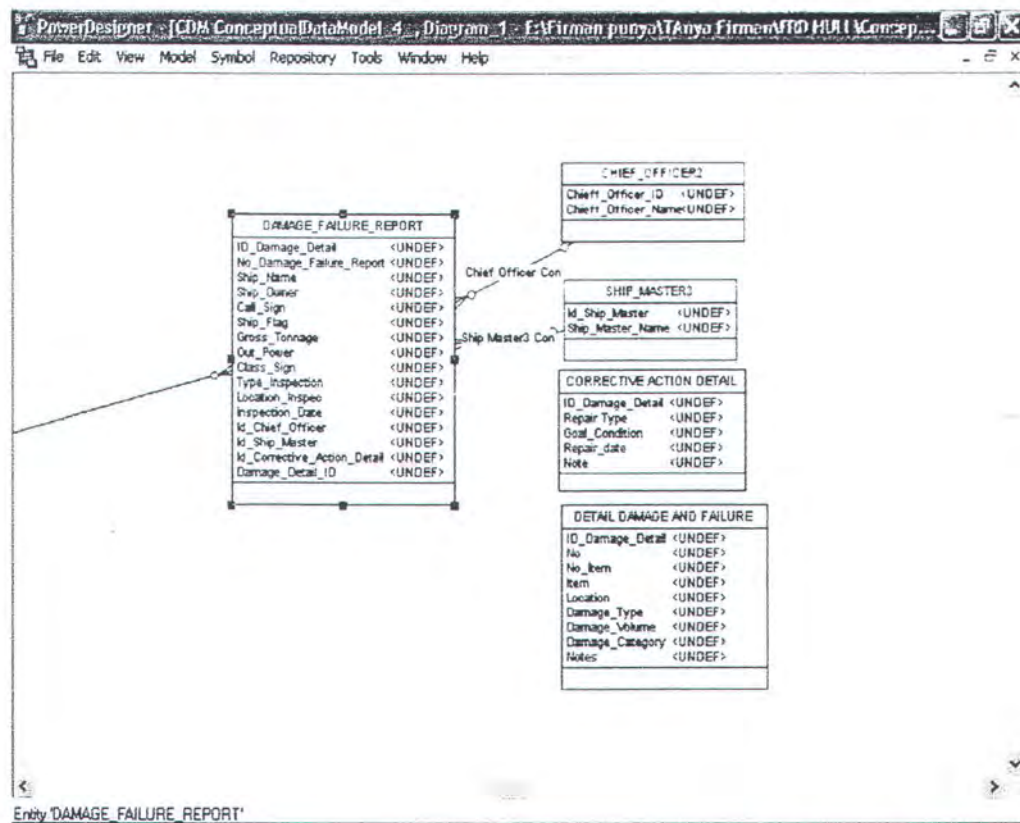 PowerDesigner - [CDM ConceptualDataModel_4_, Diagram_1 - E:\Firman punya\TAnya Firman\FRO HULL\Concep...
File Edit View Model Symbol Repository Tools Window Help
CHIEF_OFFICER2
Chieff_Officer_ID <UNDEF>
Chieff_Officer_Name <UNDEF>
DAMAGE_FAILURE_REPORT
ID_Damage_Detail <UNDEF>
No_Damage_Failure_Report <UNDEF>
Ship_Name <UNDEF>
Ship_Owner <UNDEF>
Call_Sign <UNDEF>
Ship_Flag <UNDEF>
Gross_Tonnage <UNDEF>
Out_Power <UNDEF>
Class_Sign <UNDEF>
Type_Inspection <UNDEF>
Location_Inspec <UNDEF>
Inspection_Date <UNDEF>
Id_Chief_Officer <UNDEF>
Id_Ship_Master <UNDEF>
Id_Corrective_Action_Detail <UNDEF>
Damage_Detail_ID <UNDEF>
Chief Officer Con
Ship Master3 Con
SHIP_MASTER3
Id_Ship_Master <UNDEF>
Ship_Master_Name <UNDEF>
CORRECTIVE ACTION DETAIL
ID_Damage_Detail <UNDEF>
Repair Type <UNDEF>
Goal_Condition <UNDEF>
Repair_date <UNDEF>
Note <UNDEF>
DETAIL DAMAGE AND FAILURE
ID_Damage_Detail <UNDEF>
No <UNDEF>
No_Item <UNDEF>
Item <UNDEF>
Location <UNDEF>
Damage_Type <UNDEF>
Damage_Volume <UNDEF>
Damage_Category <UNDEF>
Notes <UNDEF>
Entity 'DAMAGE_FAILURE_REPORT'